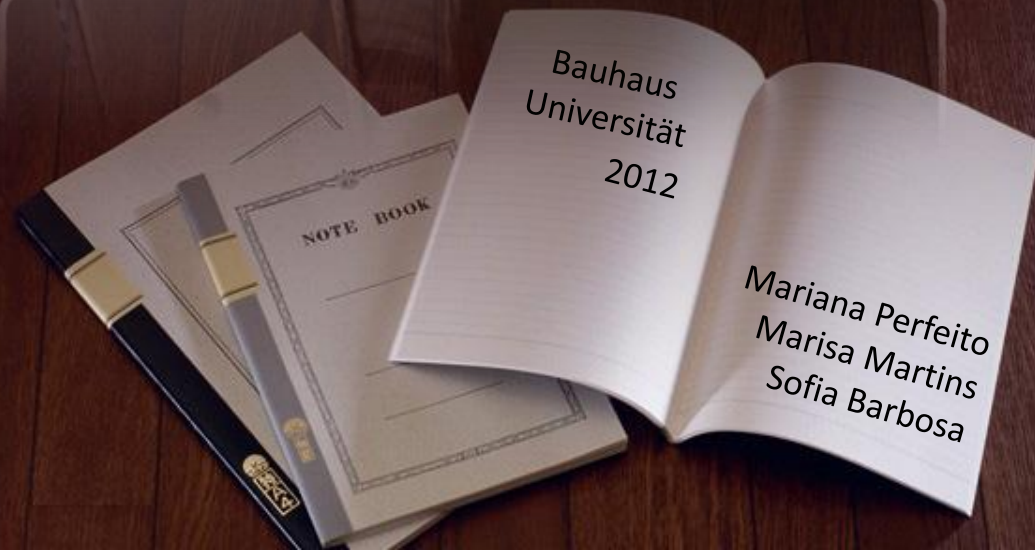 NOTE BOOK
Bauhaus
Universität
2012
Mariana Perfeito
Marisa Martins
Sofia Barbosa